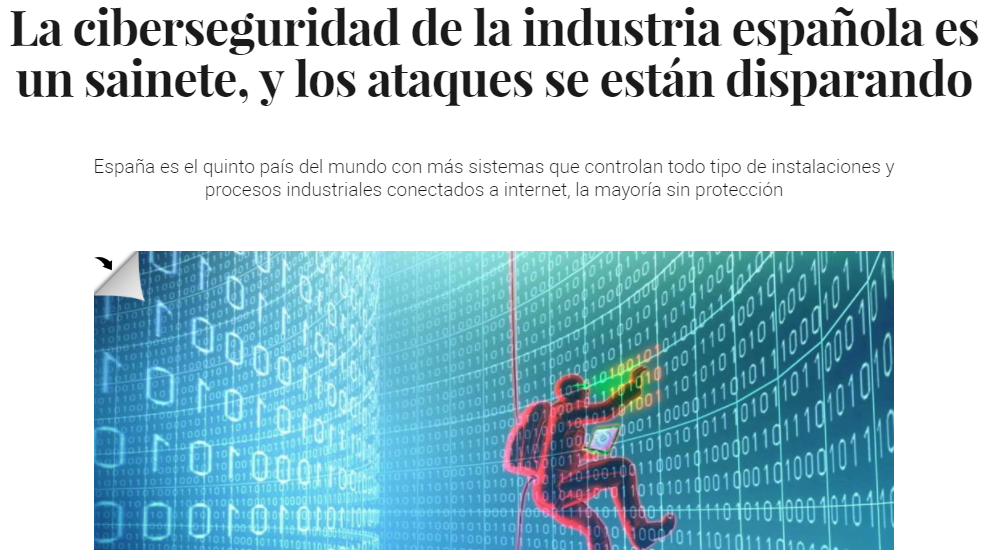 La ciberseguridad de la industria española es
un sainete, y los ataques se están disparando
España es el quinto país del mundo con más sistemas que controlan todo tipo de instalaciones y
procesos industriales conectados a internet, la mayoría sin protección